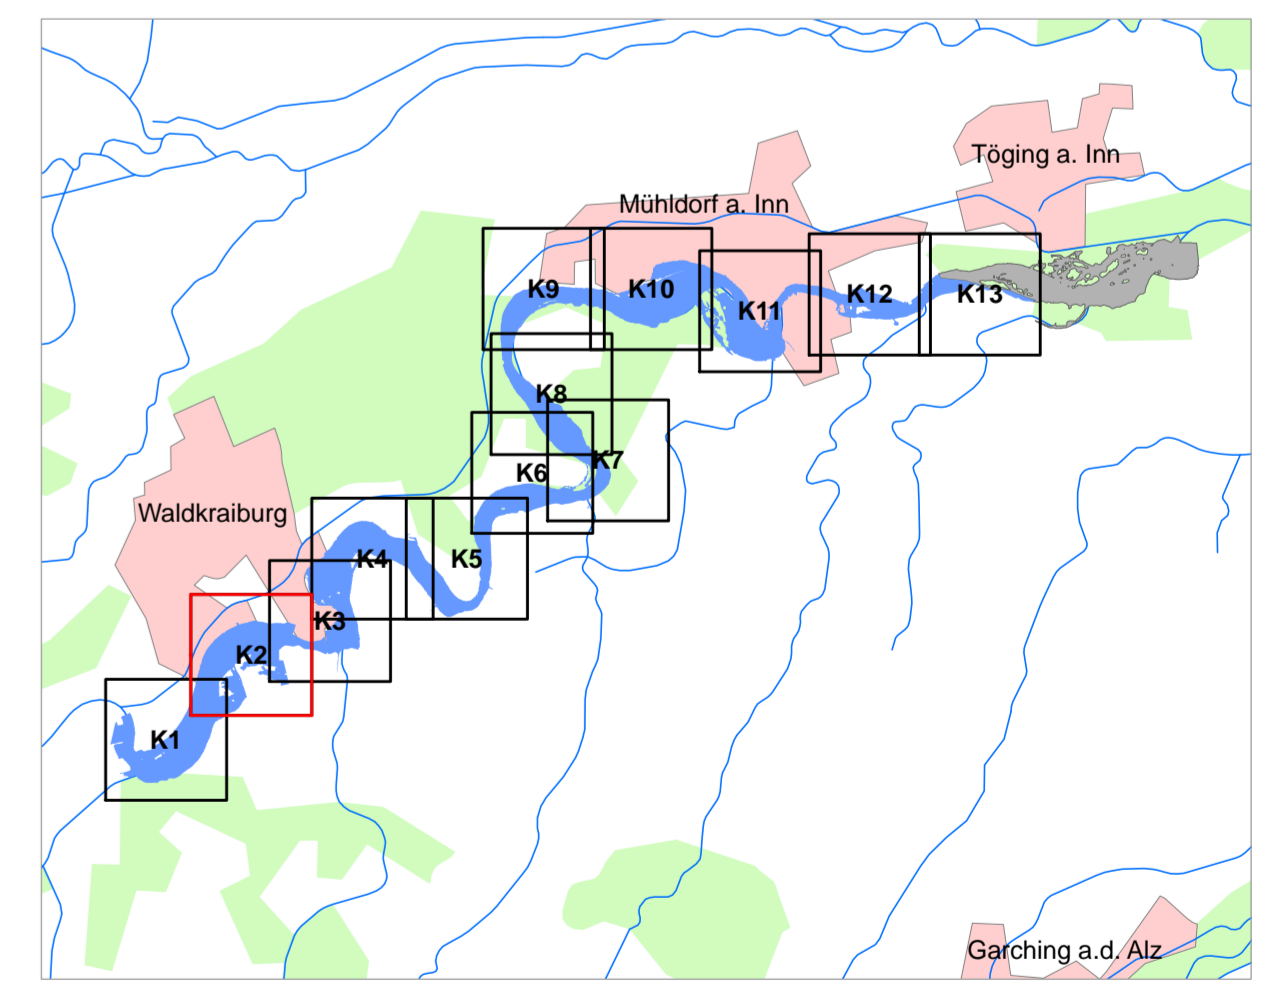 Töging a. Inn
Mühldorf a. Inn
K9
K10
K11
K12
K13
K8
K7
K6
Waldkraiburg
K4
K5
K3
K2
K1
Garching a.d. Alz